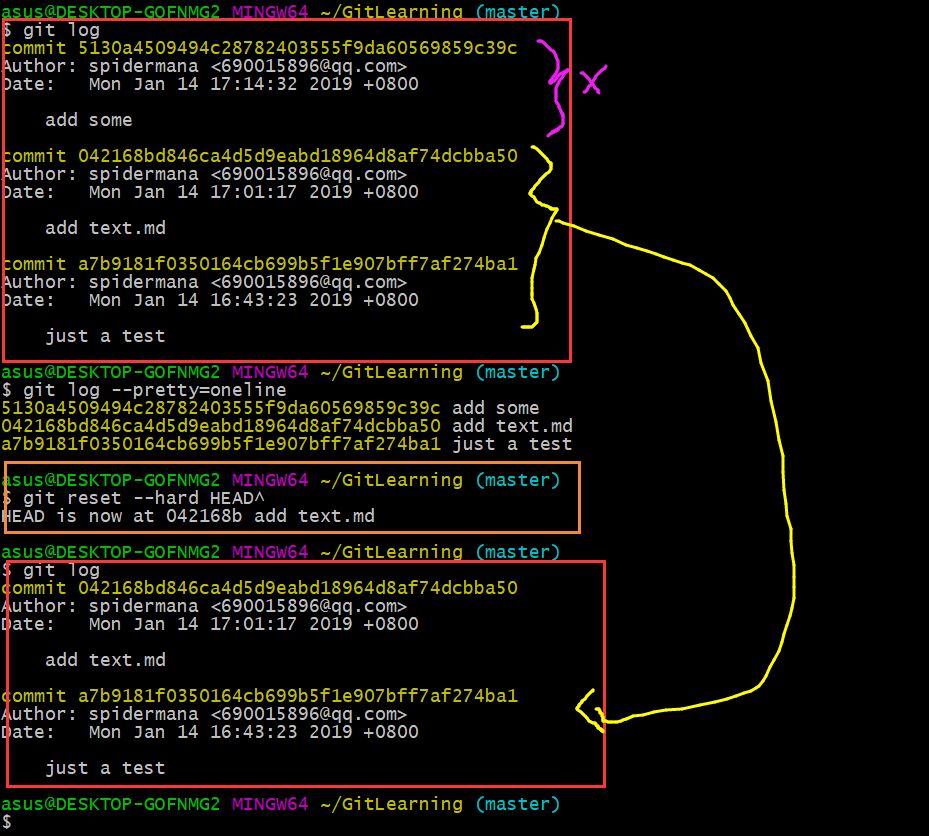 asus@DESKTOP-GOFNMG2 MINGW64 ~/GitLearning (master)
$ git log
commit 5130a4509494c28782403555f9da60569859c39c
Author: spidermana <690015896@qq.com>
Date:   Mon Jan 14 17:14:32 2019 +0800
    add some
commit 042168bd846ca4d5d9eabd18964d8af74dcbba50
Author: spidermana <690015896@qq.com>
Date:   Mon Jan 14 17:01:17 2019 +0800
    add text.md
commit a7b9181f0350164cb699b5f1e907bff7af274ba1
Author: spidermana <690015896@qq.com>
Date:   Mon Jan 14 16:43:23 2019 +0800
    just a test
asus@DESKTOP-GOFNMG2 MINGW64 ~/GitLearning (master)
$ git log --pretty=oneline
5130a4509494c28782403555f9da60569859c39c add some
042168bd846ca4d5d9eabd18964d8af74dcbba50 add text.md
a7b9181f0350164cb699b5f1e907bff7af274ba1 just a test
asus@DESKTOP-GOFNMG2 MINGW64 ~/GitLearning (master)
$ git reset --hard HEAD^
HEAD is now at 042168b add text.md
asus@DESKTOP-GOFNMG2 MINGW64 ~/GitLearning (master)
$ git log
commit 042168bd846ca4d5d9eabd18964d8af74dcbba50
Author: spidermana <690015896@qq.com>
Date:   Mon Jan 14 17:01:17 2019 +0800
    add text.md
commit a7b9181f0350164cb699b5f1e907bff7af274ba1
Author: spidermana <690015896@qq.com>
Date:   Mon Jan 14 16:43:23 2019 +0800
    just a test
asus@DESKTOP-GOFNMG2 MINGW64 ~/GitLearning (master)
$